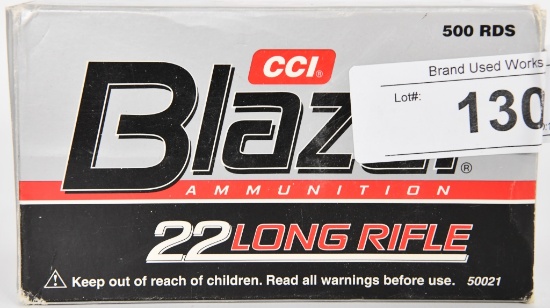 500 RDS
CCI®
Blazer®
AMMUNITION
22 LONG RIFLE
Keep out of reach of children. Read all warnings before use. 50021
Brand Used Works
Lot#: 130